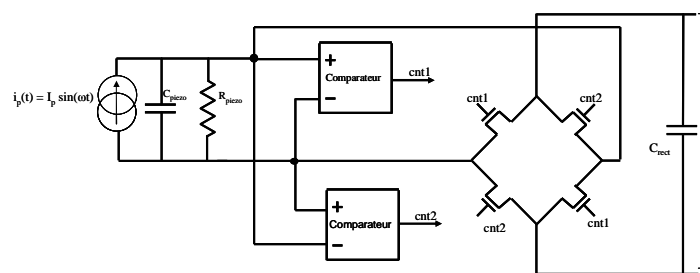 i_p(t) = I_p sin(ωt)
C_piezo
R_piezo
+
Comparateur
−
cnt1
+
Comparateur
−
cnt2
cnt1
cnt2
cnt2
cnt1
C_rect